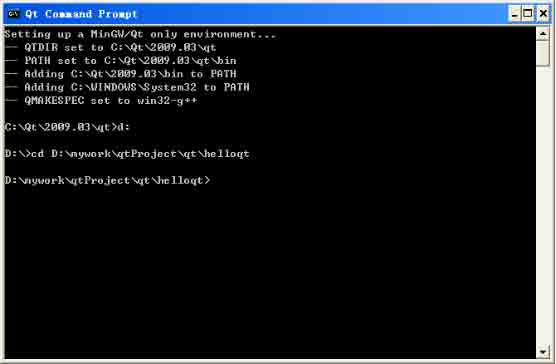 Qt Command Prompt
Setting up a MinGW/Qt only environment...
-- QTDIR set to C:\Qt\2009.03\qt
-- PATH set to C:\Qt\2009.03\qt\bin
-- Adding C:\Qt\2009.03\bin to PATH
-- Adding C:\WINDOWS\System32 to PATH
-- QMAKESPEC set to win32-g++
C:\Qt\2009.03\qt>d:
D:\>cd D:\mywork\qtProject\qt\helloqt
D:\mywork\qtProject\qt\helloqt>